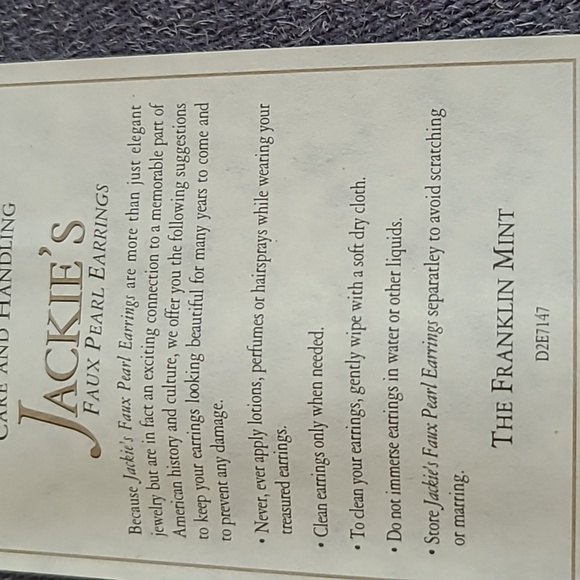 CARE AND HANDLING
JACKIE'S
FAUX PEARL EARRINGS
Because Jackie's Faux Pearl Earrings are more than just elegant
jewelry but are in fact an exciting connection to a memorable part of
American history and culture, we offer you the following suggestions
to keep your earrings looking beautiful for many years to come and
to prevent any damage.
• Never, ever apply lotions, perfumes or hairsprays while wearing your
treasured earrings.
• Clean earrings only when needed.
• To clean your earrings, gently wipe with a soft dry cloth.
• Do not immerse earrings in water or other liquids.
• Store Jackie's Faux Pearl Earrings separatley to avoid scratching
or marring.
THE FRANKLIN MINT
D2E7147